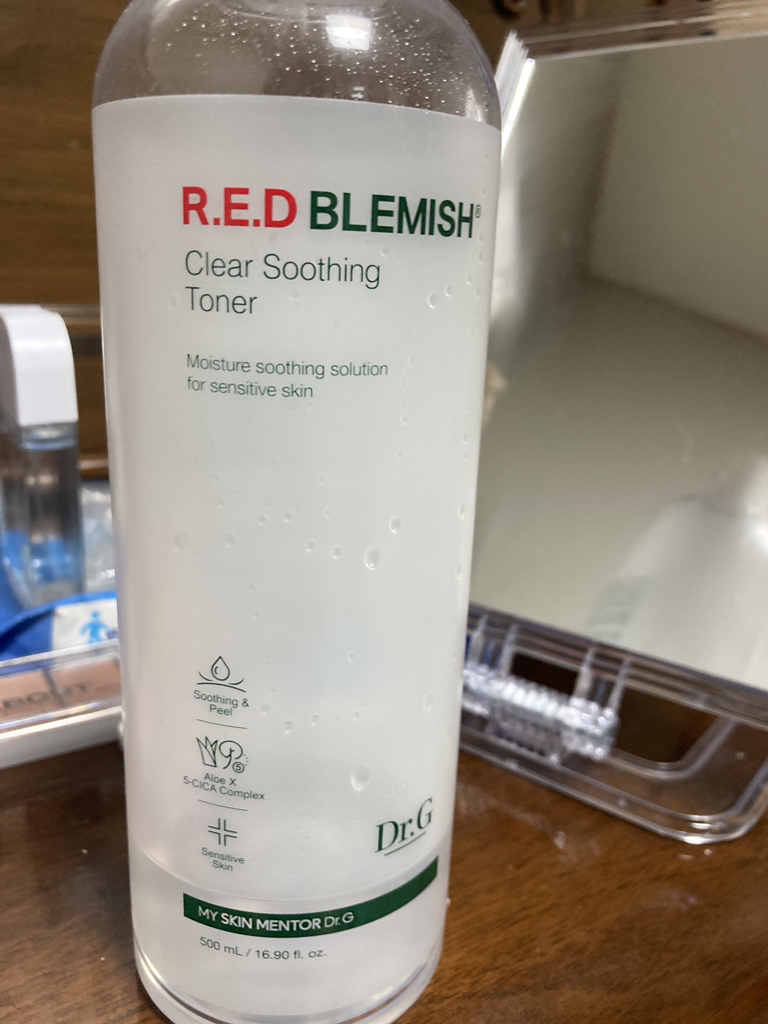 R.E.D BLEMISH®
Clear Soothing
Toner
Moisture soothing solution
for sensitive skin
Soothing &
Peel
Aloe X
5-CICA Complex
Sensitive
Skin
Dr.G
MY SKIN MENTOR Dr.G
500 mL / 16.90 fl. oz.